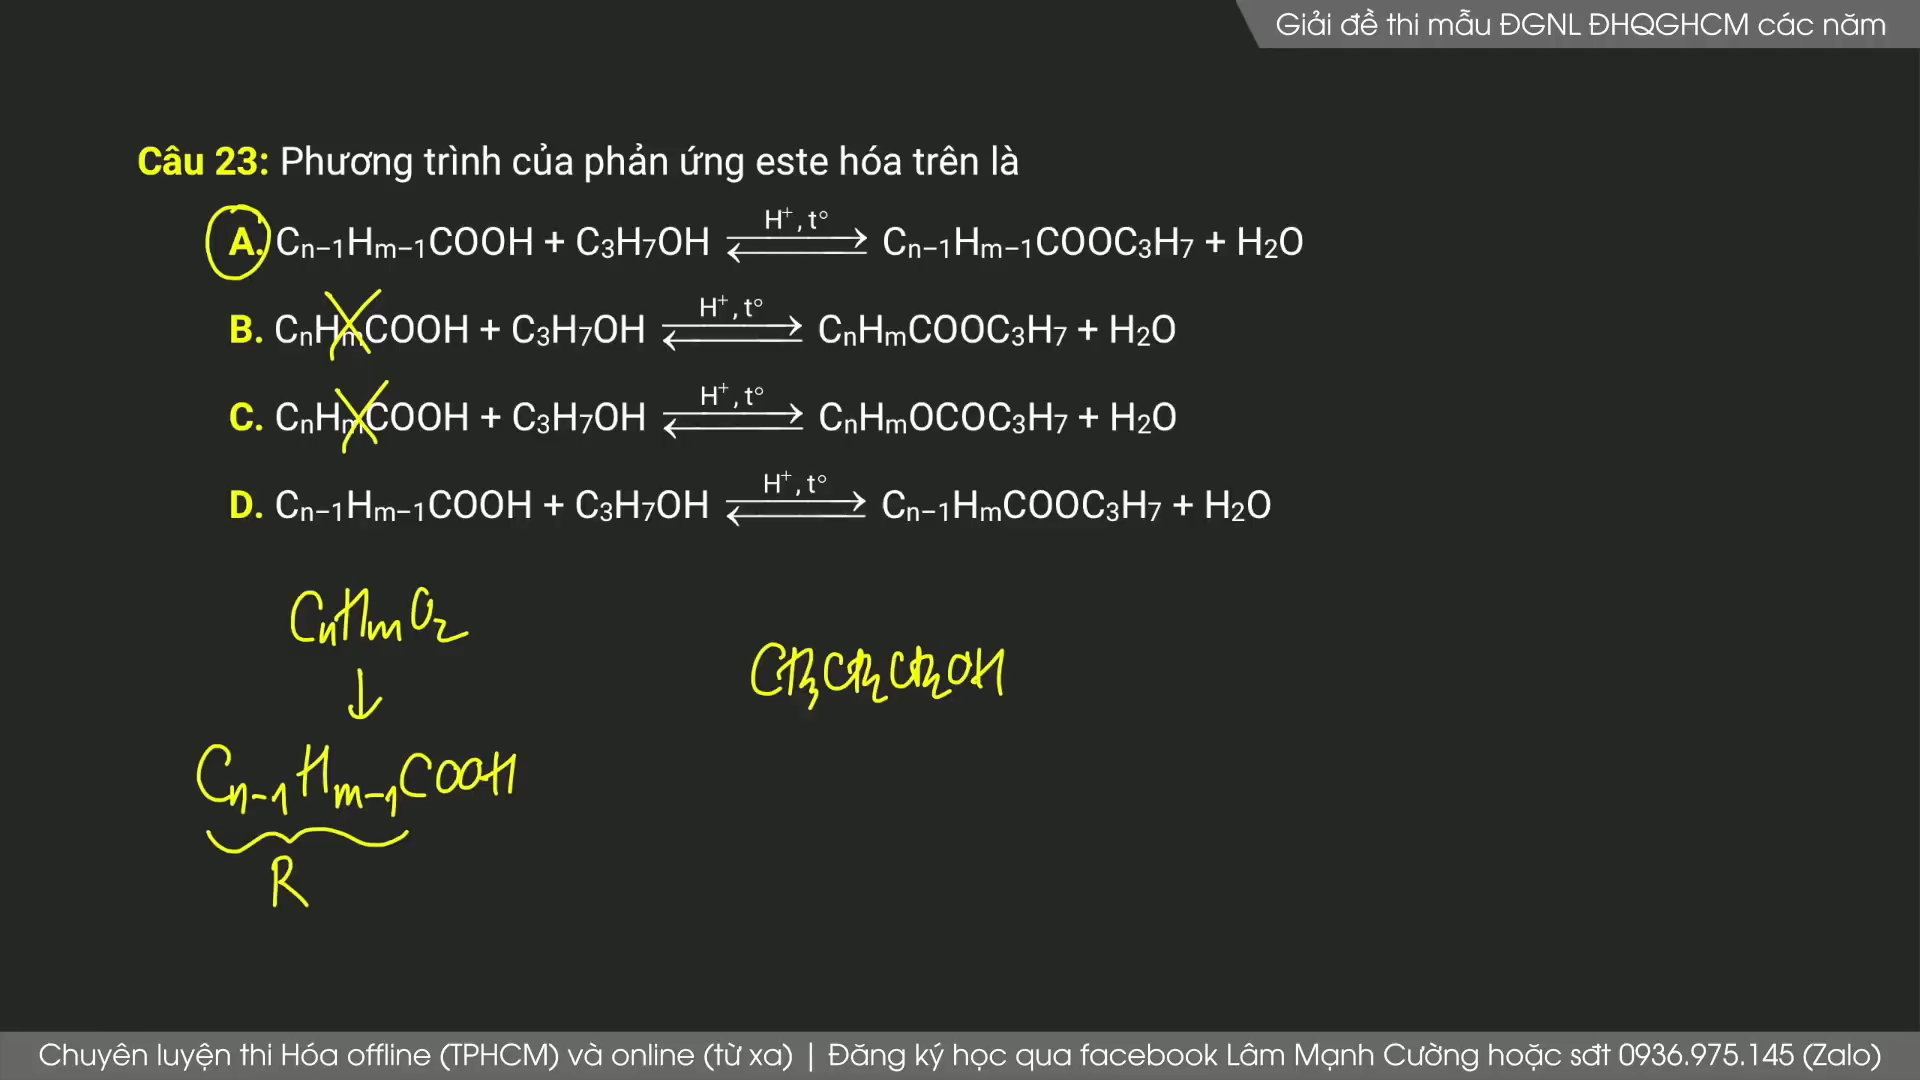 Giải đề thi mẫu ĐGNL ĐHQGHCM các năm
Câu 23: Phương trình của phản ứng este hóa trên là
A. Cₙ₋₁Hₘ₋₁COOH + C₃H₇OH ⇌ (H⁺, t°) Cₙ₋₁Hₘ₋₁COOC₃H₇ + H₂O
B. CₙHₘCOOH + C₃H₇OH ⇌ (H⁺, t°) CₙHₘCOOC₃H₇ + H₂O
C. CₙHₘCOOH + C₃H₇OH ⇌ (H⁺, t°) CₙHₘOCOC₃H₇ + H₂O
D. Cₙ₋₁Hₘ₋₁COOH + C₃H₇OH ⇌ (H⁺, t°) Cₙ₋₁HₘCOOC₃H₇ + H₂O
CₙHₘO₂
↓
CH₃CH₂CH₂OH
Cₙ₋₁Hₘ₋₁COOH
R
Chuyên luyện thi Hóa offline (TPHCM) và online (từ xa) | Đăng ký học qua facebook Lâm Mạnh Cường hoặc sđt 0936.975.145 (Zalo)